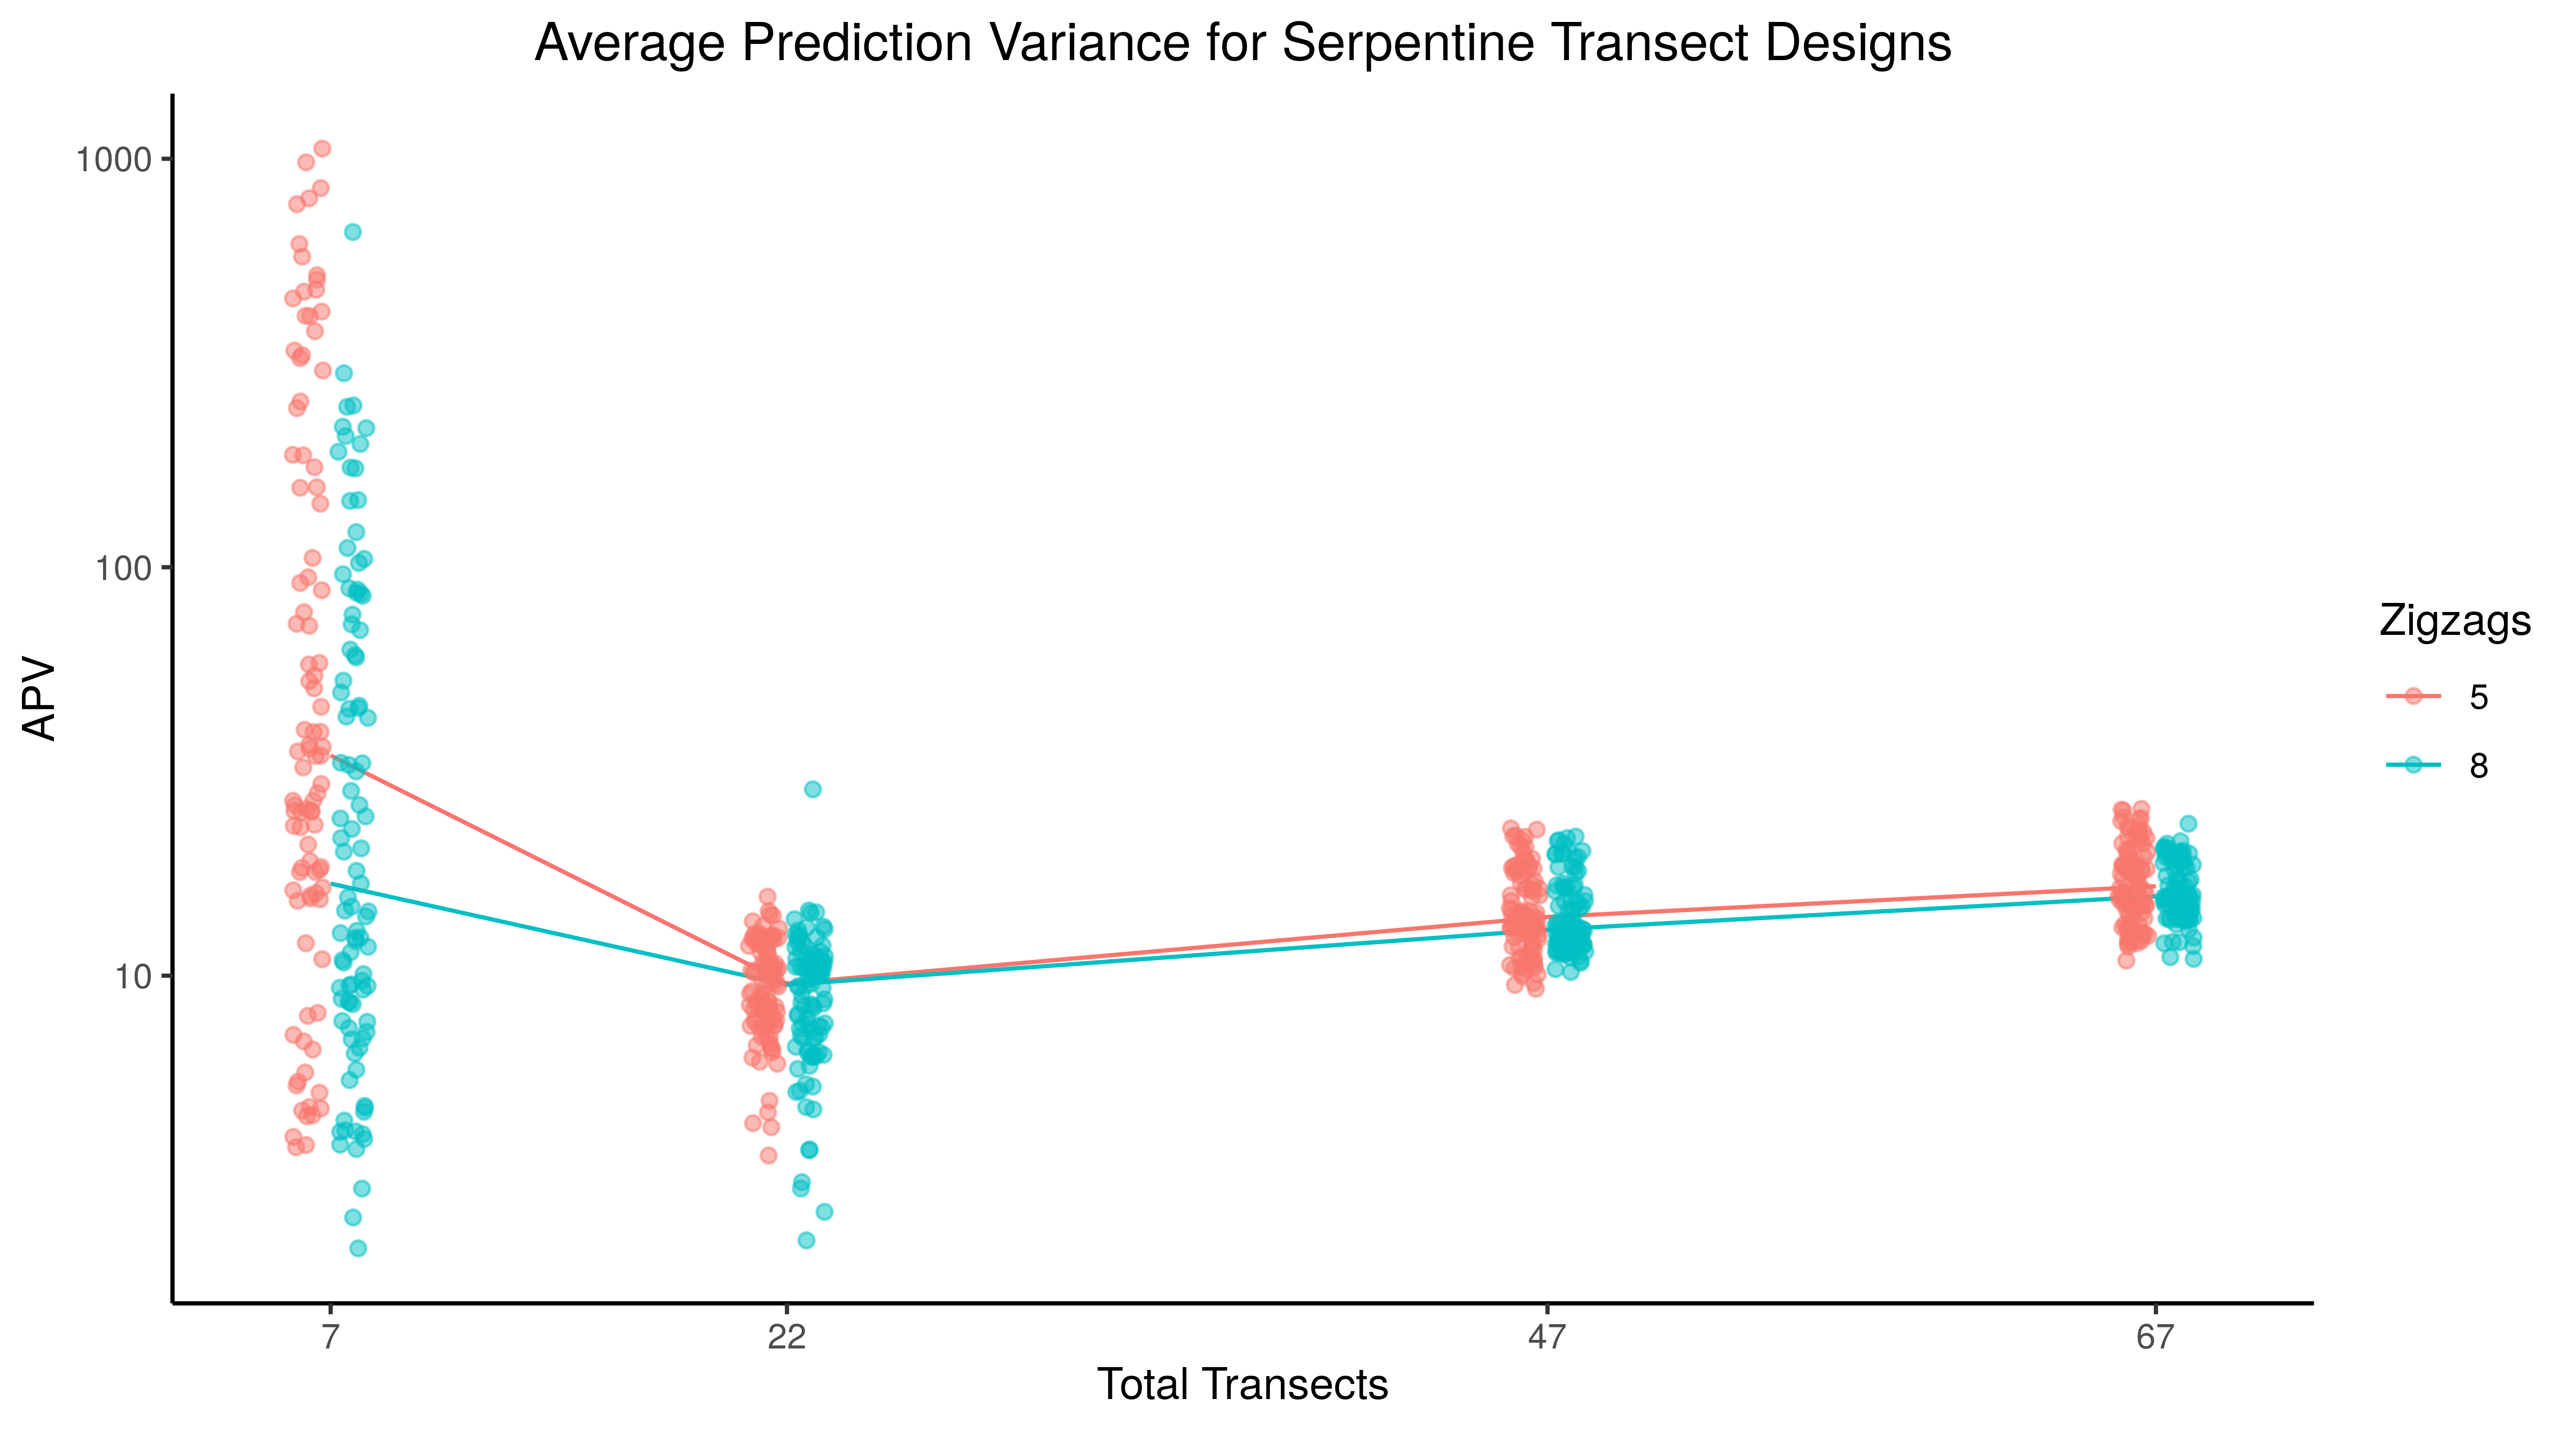 Average Prediction Variance for Serpentine Transect Designs
1000
100
10
APV
7 22 47 67
Total Transects
Zigzags
5
8